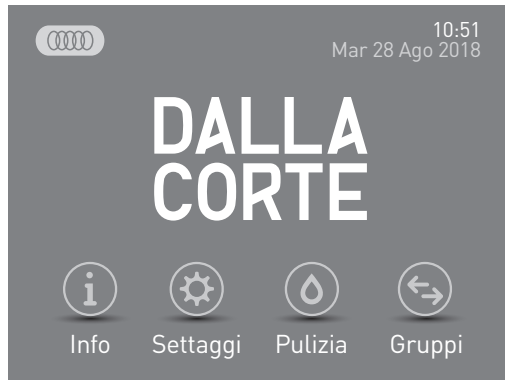 10:51
Mar 28 Ago 2018
DALLA
CORTE
Info Settaggi Pulizia Gruppi